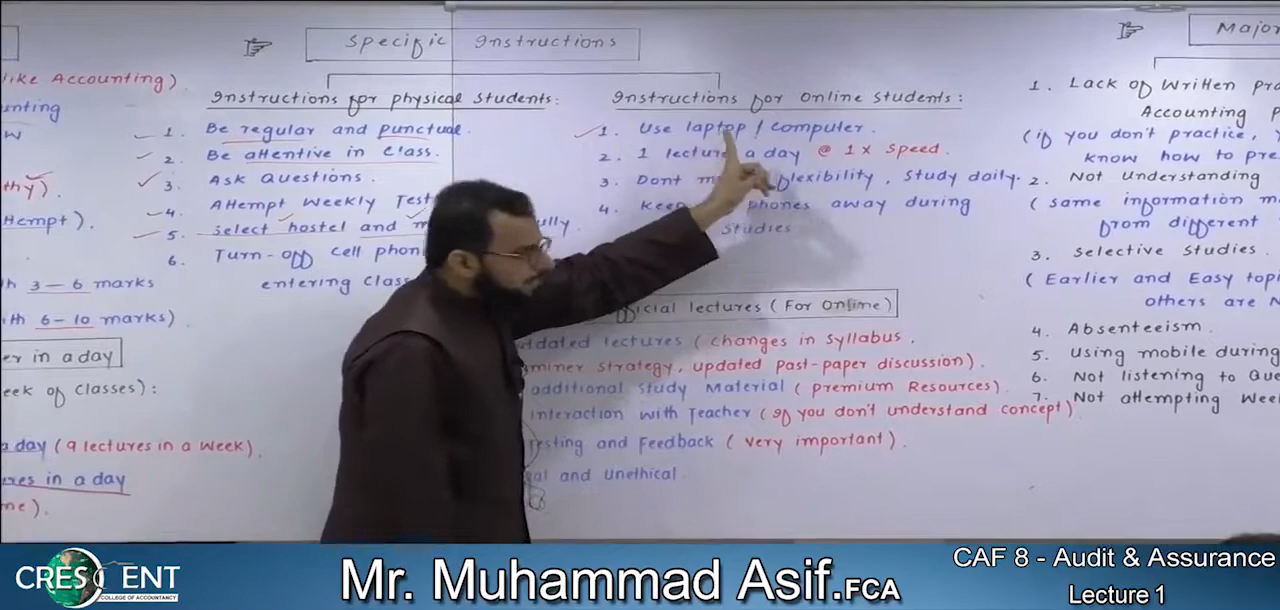 like Accounting).
unting
w
thy).
Attempt).
th 3 - 6 marks
ith 6 - 10 marks)
er in a day
eek of Classes):
a day (9 lectures in a week).
ures in a day
me).
Specific Instructions
Instructions for physical students:
1. Be regular and punctual.
2. Be attentive in class.
3. Ask Questions.
4. Attempt Weekly Test
5. select hostel and m ully
6. Turn-off cell phon
entering Class
Instructions for online students:
1. Use laptop / computer.
2. 1 lecture a day @ 1x speed.
3. Dont m flexibility, study daily.
4. Keep phones away during
studies
icial lectures (For Online)
dated lectures (changes in syllabus,
miner strategy, updated past-paper discussion).
additional study Material (premium Resources).
interaction with Teacher (If you don't understand concept).
Testing and Feedback (very important).
gal and unethical.
Major
1. Lack of Written pra
Accounting P
(if you don't practice, y
know how to pre
2. Not Understanding
(same information m
from different
3. Selective Studies.
(Earlier and Easy top
others are N
4. Absenteeism.
5. Using mobile during
6. Not listening to Que
7. Not attempting Wee
CRESCENT
COLLEGE OF ACCOUNTANCY
Mr. Muhammad Asif.FCA
CAF 8 - Audit & Assurance
Lecture 1